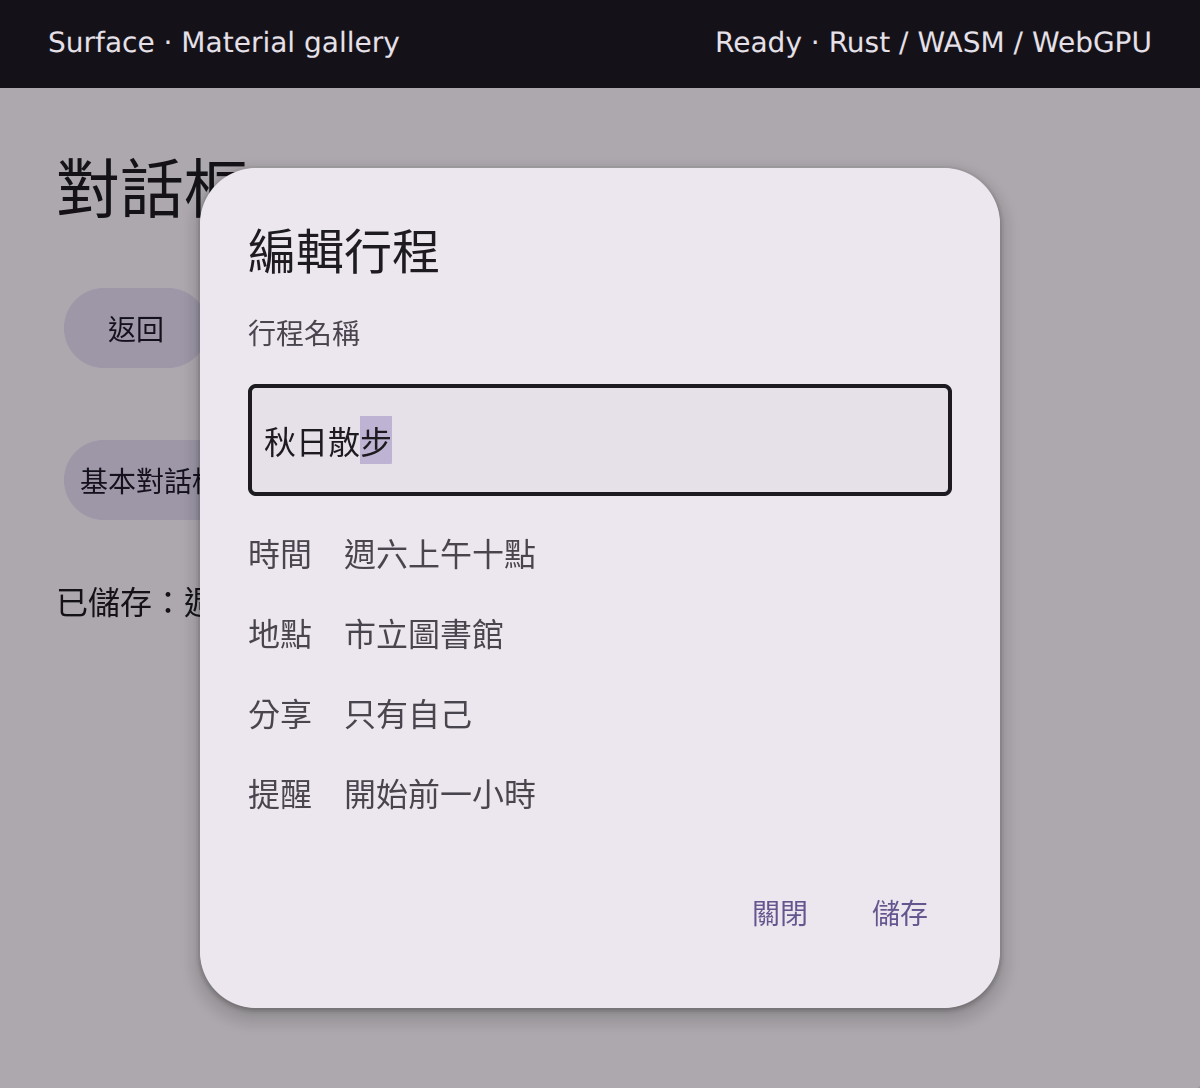 Surface · Material gallery
Ready · Rust / WASM / WebGPU
對話
編輯行程
行程名稱
返回
秋日散步
基本對話
時間 週六上午十點
已儲存：
地點 市立圖書館
分享 只有自己
提醒 開始前一小時
關閉 儲存